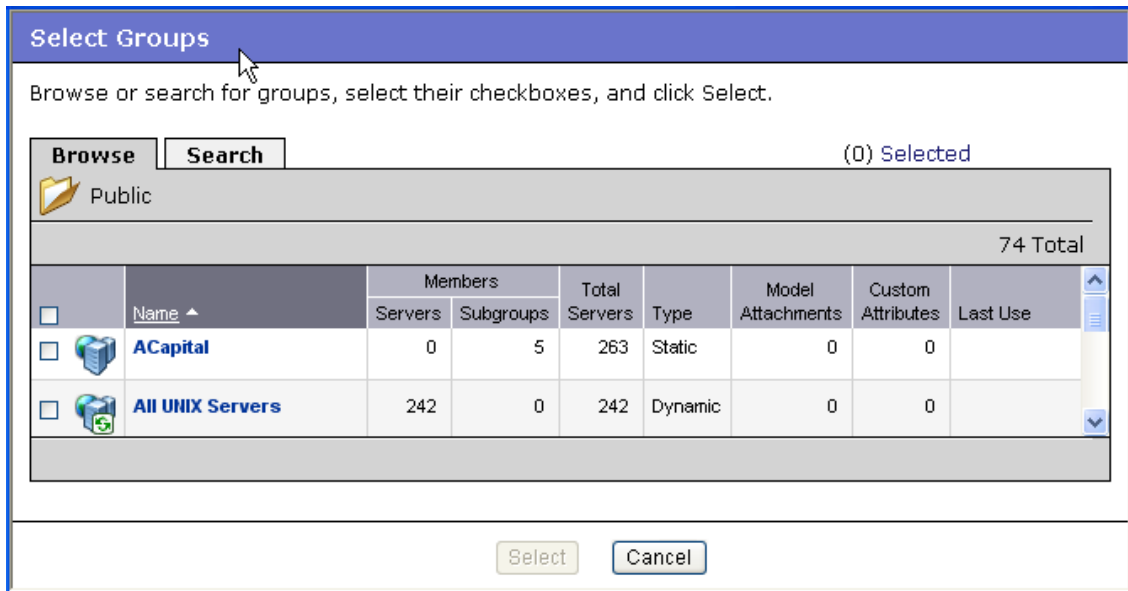 Select Groups
Browse or search for groups, select their checkboxes, and click Select.
Browse Search (0) Selected
Public
74 Total
Members Total Model Custom
Name Servers Subgroups Servers Type Attachments Attributes Last Use
ACapital 0 5 263 Static 0 0
All UNIX Servers 242 0 242 Dynamic 0 0
Select Cancel